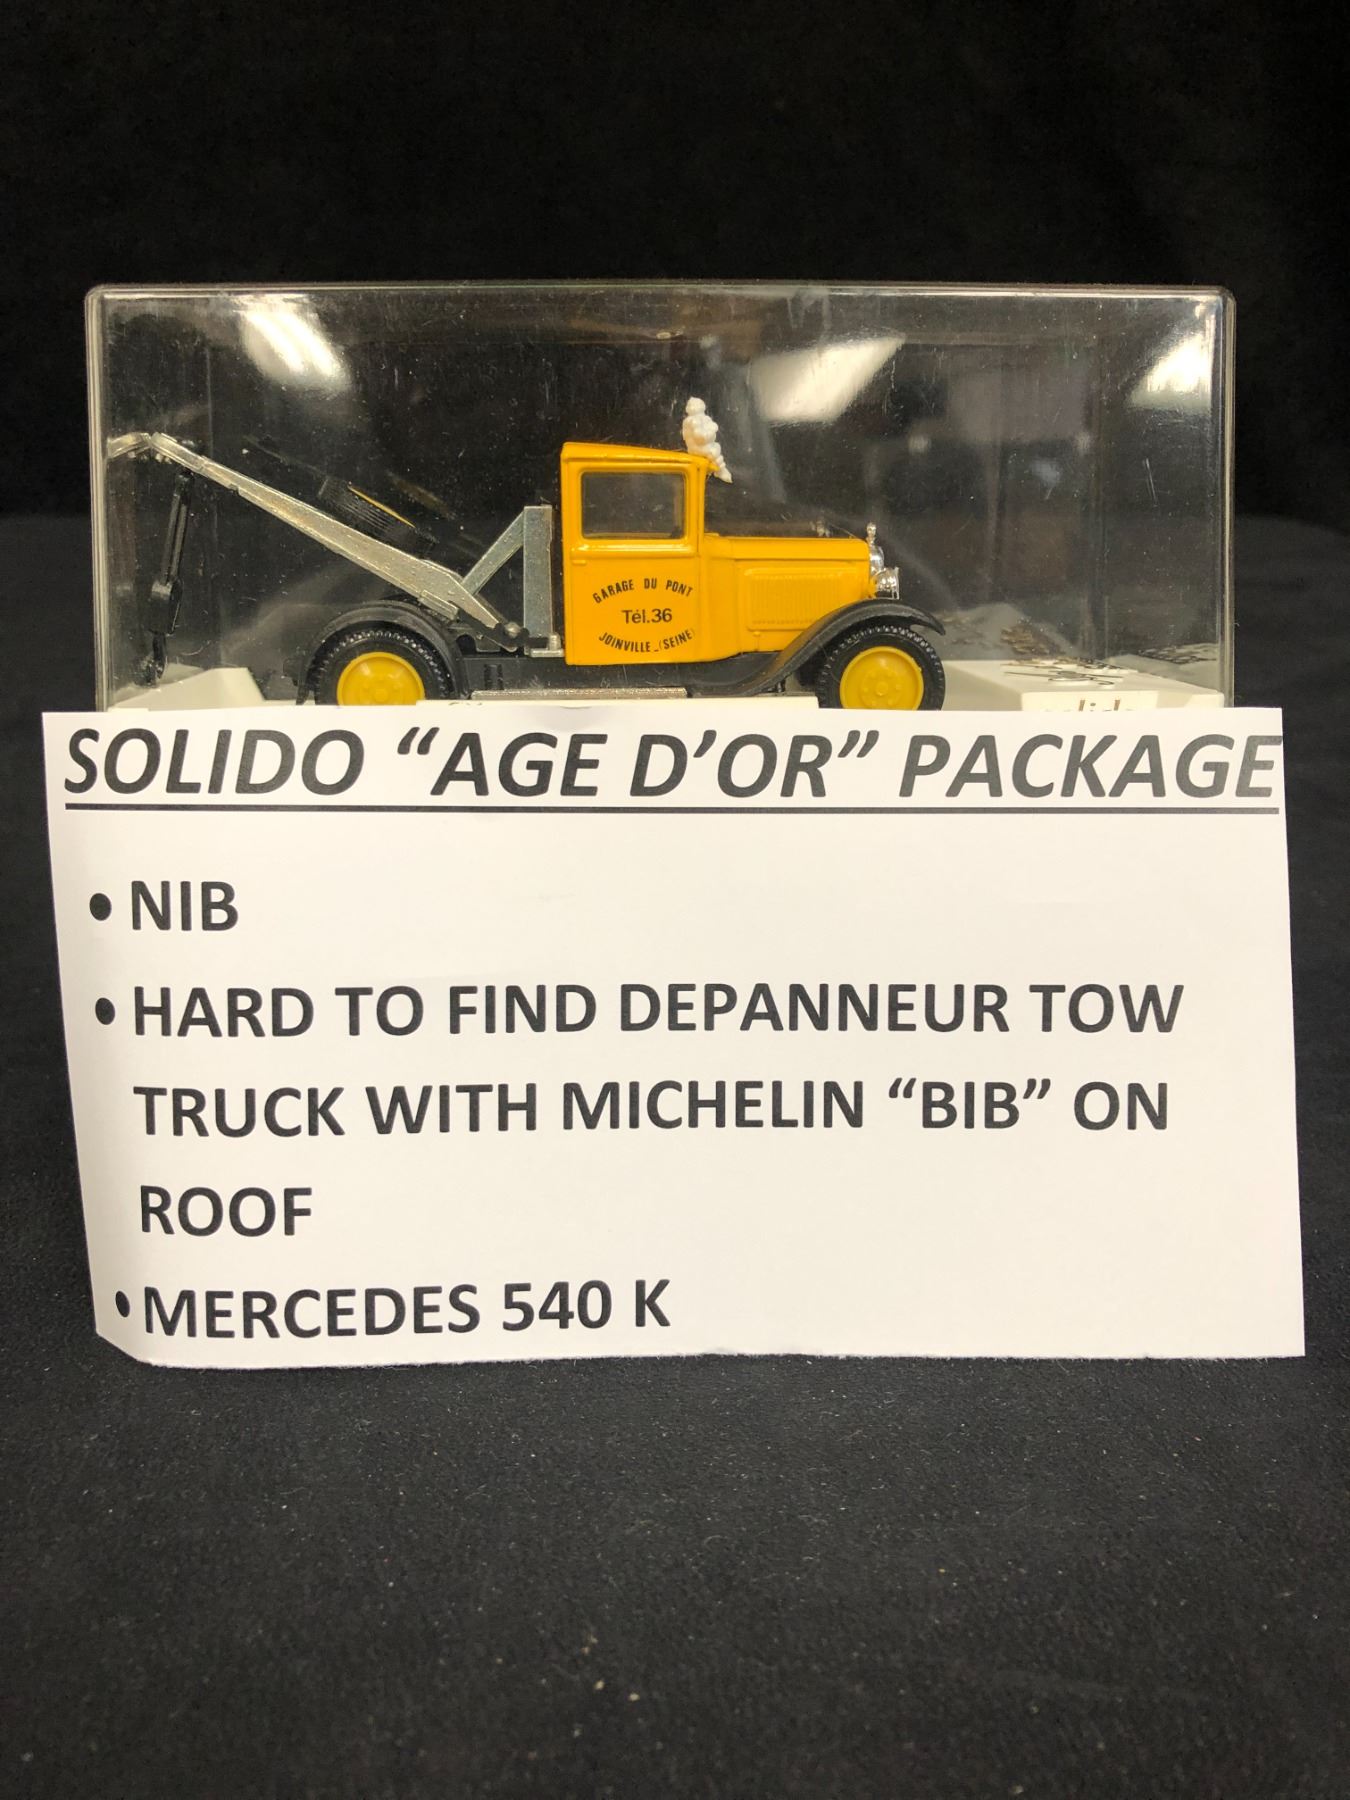 GARAGE DU PONT
Tél.36
JOINVILLE_(SEINE)
SOLIDO “AGE D’OR” PACKAGE
• NIB
• HARD TO FIND DEPANNEUR TOW
TRUCK WITH MICHELIN “BIB” ON
ROOF
• MERCEDES 540 K